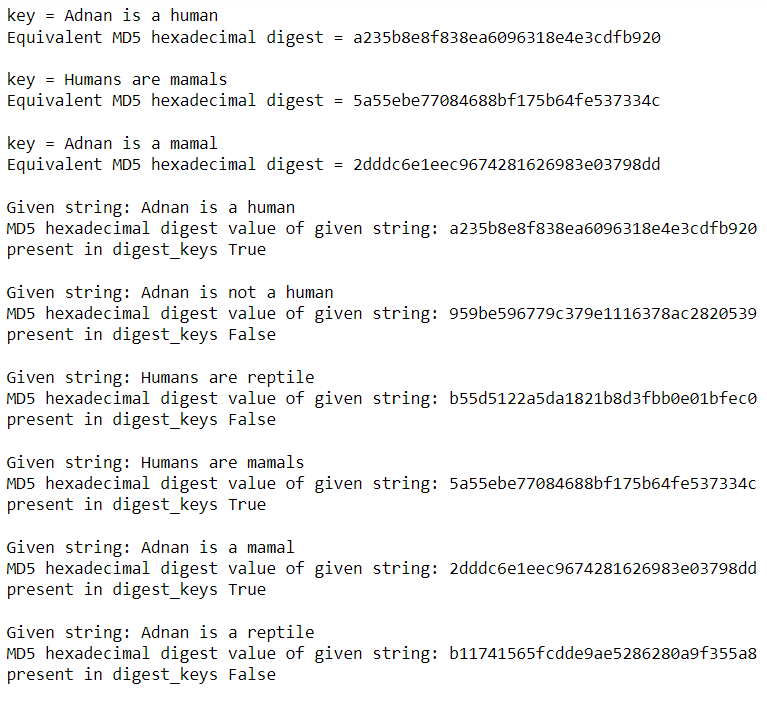 key = Adnan is a human
Equivalent MD5 hexadecimal digest = a235b8e8f838ea6096318e4e3cdfb920
key = Humans are mamals
Equivalent MD5 hexadecimal digest = 5a55ebe77084688bf175b64fe537334c
key = Adnan is a mamal
Equivalent MD5 hexadecimal digest = 2dddc6e1eec9674281626983e03798dd
Given string: Adnan is a human
MD5 hexadecimal digest value of given string: a235b8e8f838ea6096318e4e3cdfb920
present in digest_keys True
Given string: Adnan is not a human
MD5 hexadecimal digest value of given string: 959be596779c379e1116378ac2820539
present in digest_keys False
Given string: Humans are reptile
MD5 hexadecimal digest value of given string: b55d5122a5da1821b8d3fbb0e01bfec0
present in digest_keys False
Given string: Humans are mamals
MD5 hexadecimal digest value of given string: 5a55ebe77084688bf175b64fe537334c
present in digest_keys True
Given string: Adnan is a mamal
MD5 hexadecimal digest value of given string: 2dddc6e1eec9674281626983e03798dd
present in digest_keys True
Given string: Adnan is a reptile
MD5 hexadecimal digest value of given string: b11741565fcdde9ae5286280a9f355a8
present in digest_keys False